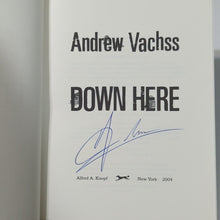 Andrew Vachss
DOWN HERE
Alfred A. Knopf New York 2004